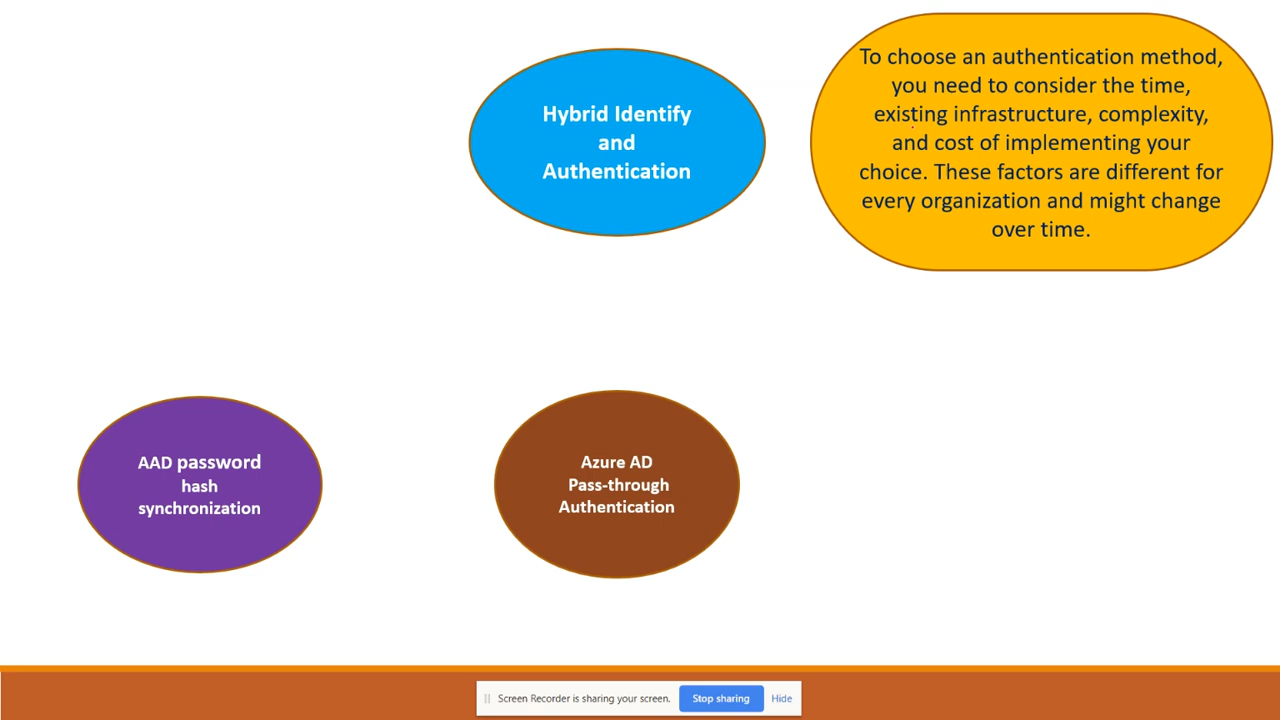 Hybrid Identify
and
Authentication
To choose an authentication method,
you need to consider the time,
existing infrastructure, complexity,
and cost of implementing your
choice. These factors are different for
every organization and might change
over time.
AAD password
hash
synchronization
Azure AD
Pass-through
Authentication
Screen Recorder is sharing your screen.
Stop sharing
Hide